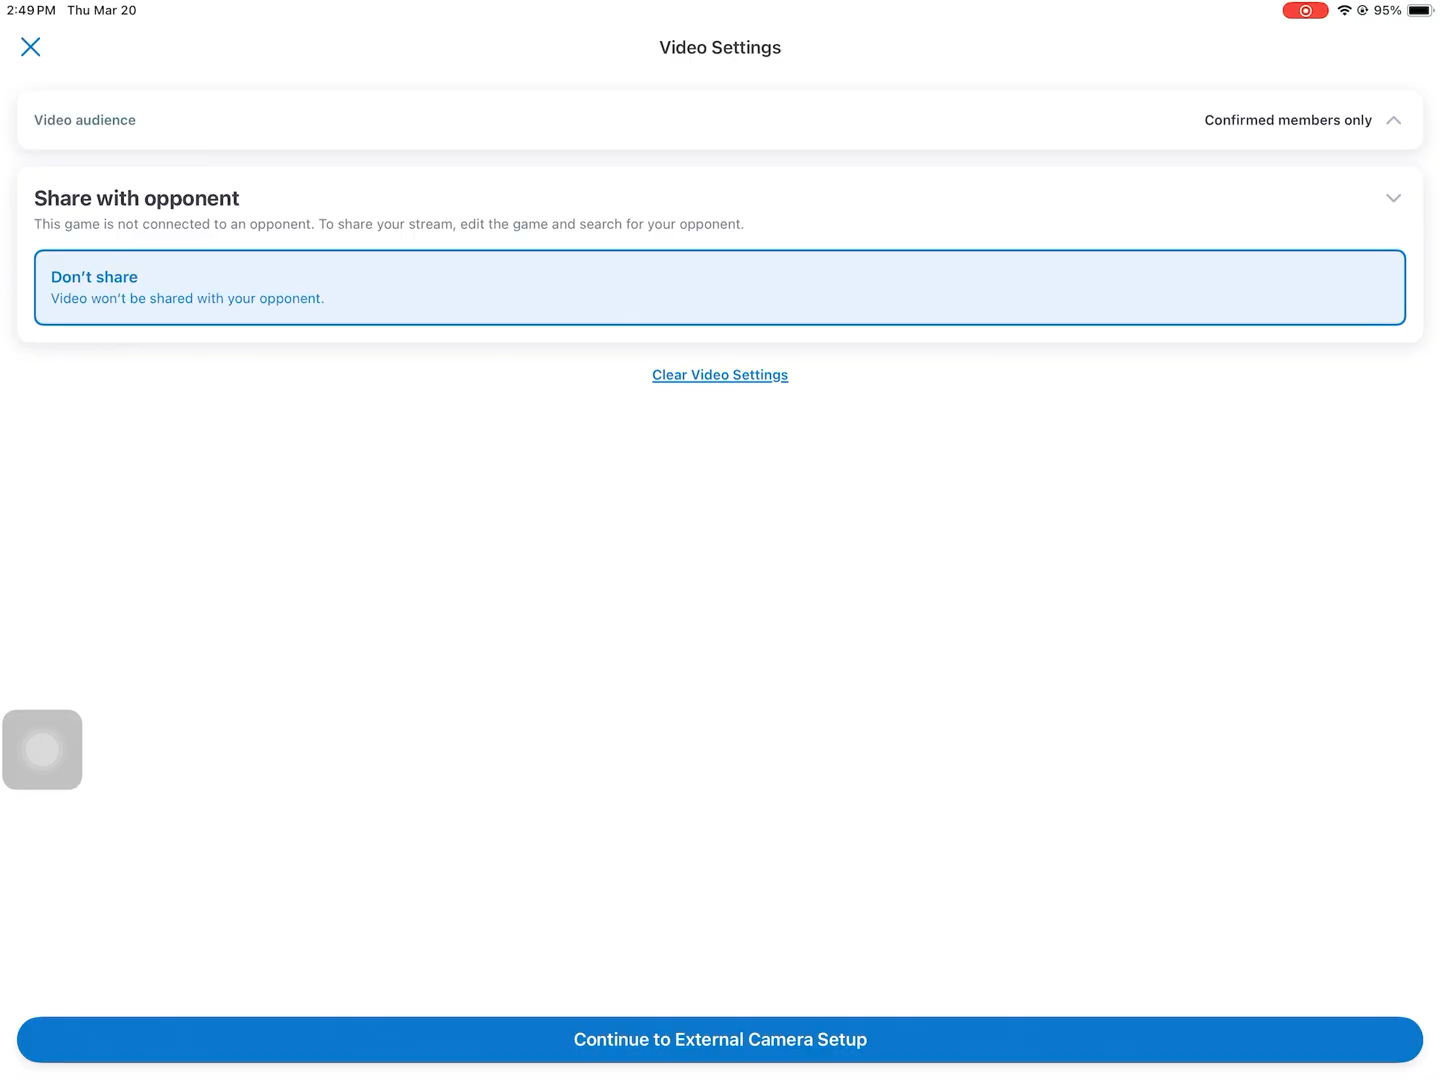 2:49 PM Thu Mar 20
95%
Video Settings
Video audience
Confirmed members only
Share with opponent
This game is not connected to an opponent. To share your stream, edit the game and search for your opponent.
Don’t share
Video won’t be shared with your opponent.
Clear Video Settings
Continue to External Camera Setup